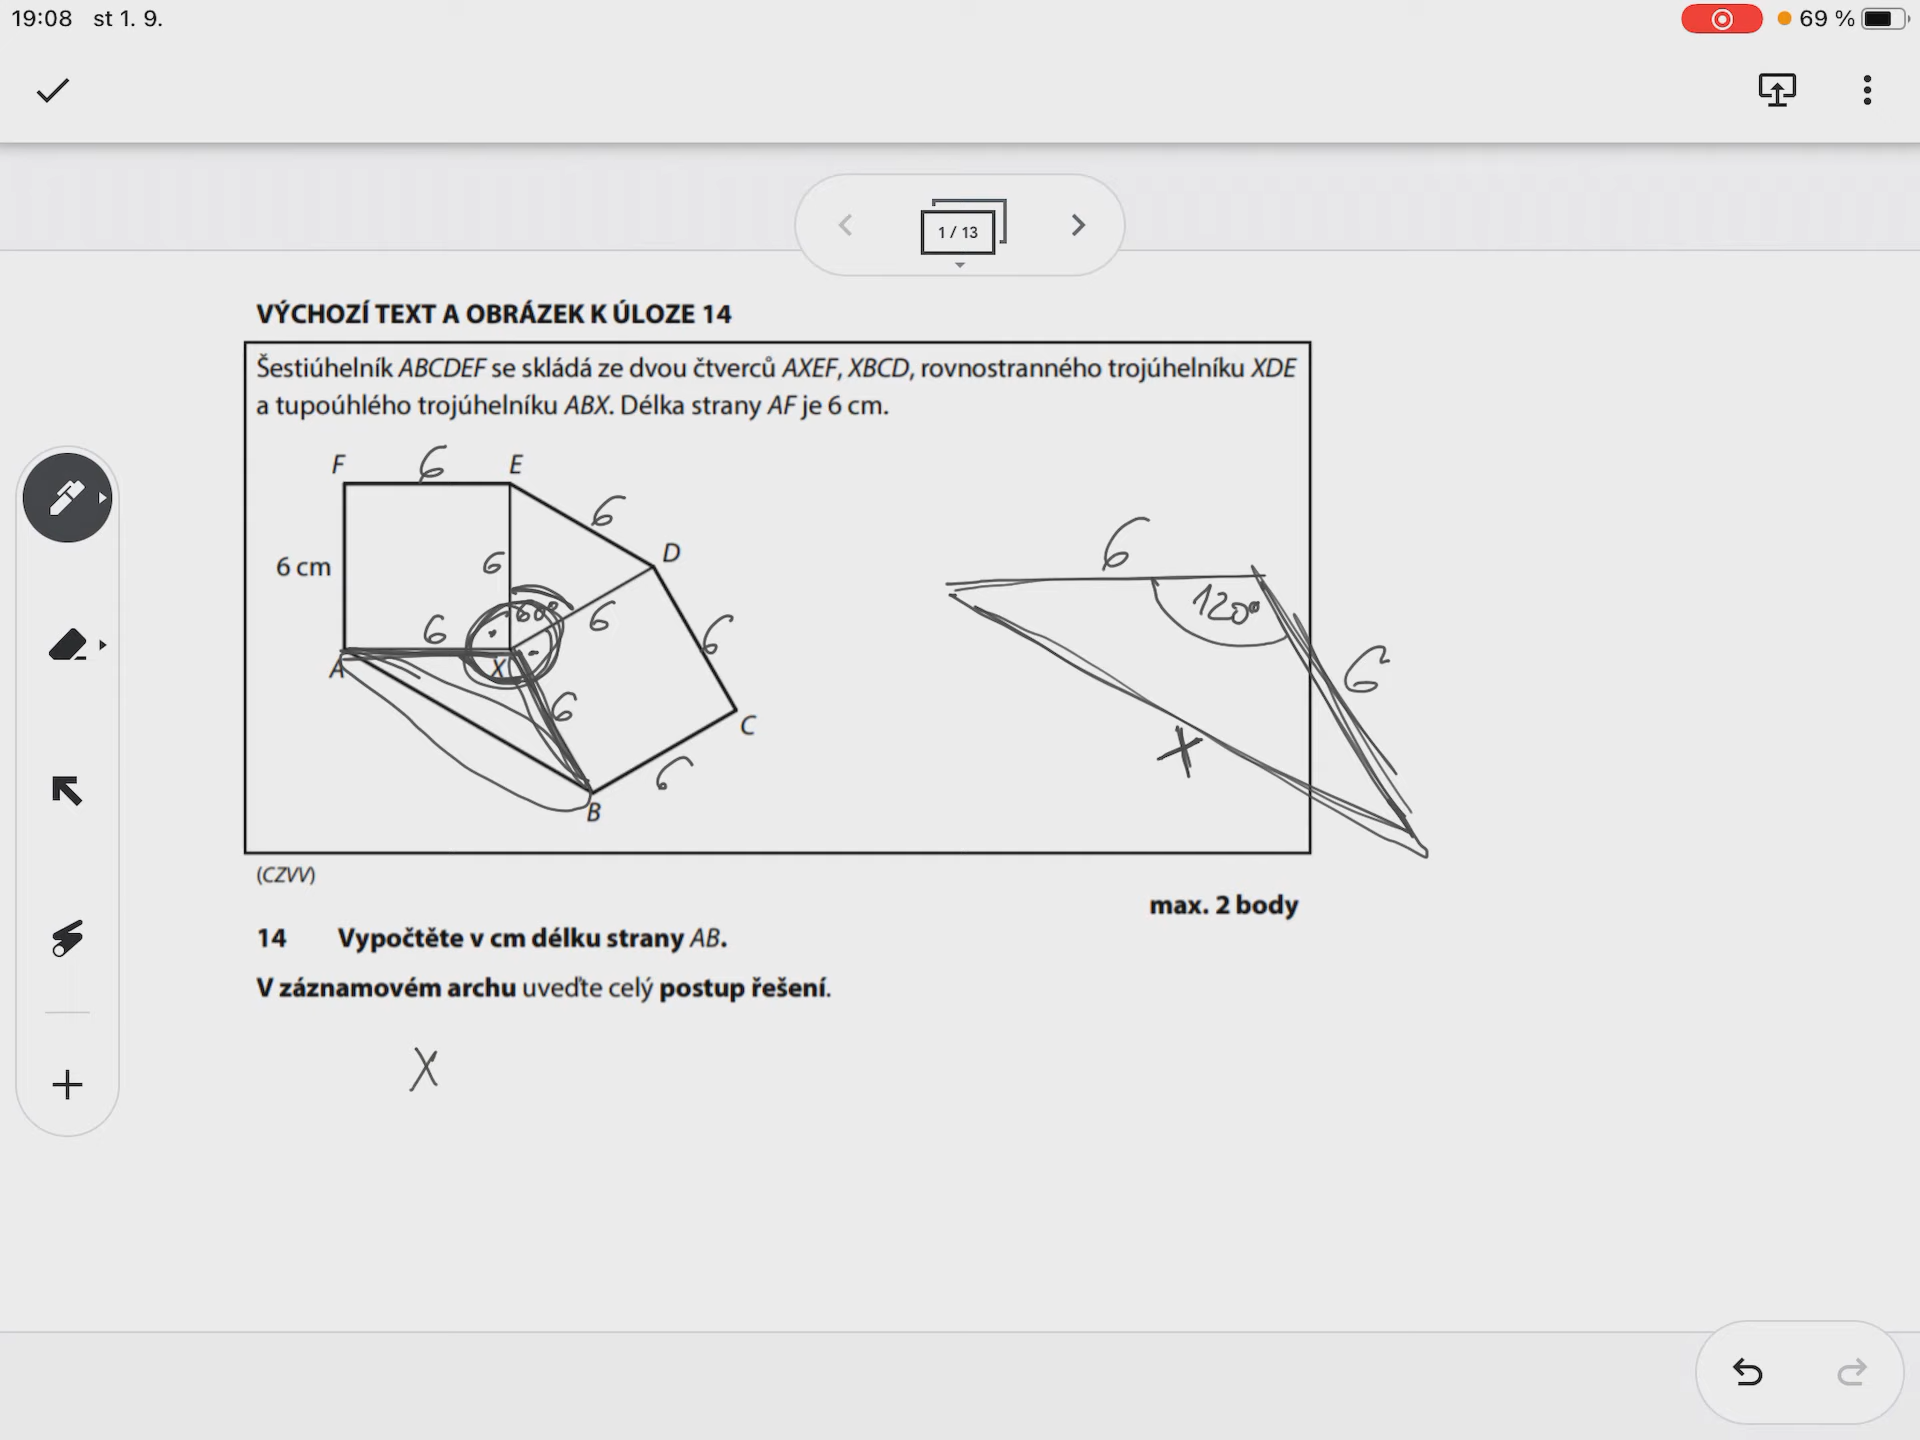 19:08 st 1. 9.
69 %
1 / 13
VÝCHOZÍ TEXT A OBRÁZEK K ÚLOZE 14
Šestiúhelník ABCDEF se skládá ze dvou čtverců AXEF, XBCD, rovnostranného trojúhelníku XDE
a tupoúhlého trojúhelníku ABX. Délka strany AF je 6 cm.
F 6 E
6
D
6 cm
6
60°
6
6
6
A
X
6
C
6
B
6
120°
6
X
(CZVV)
max. 2 body
14 Vypočtěte v cm délku strany AB.
V záznamovém archu uveďte celý postup řešení.
X